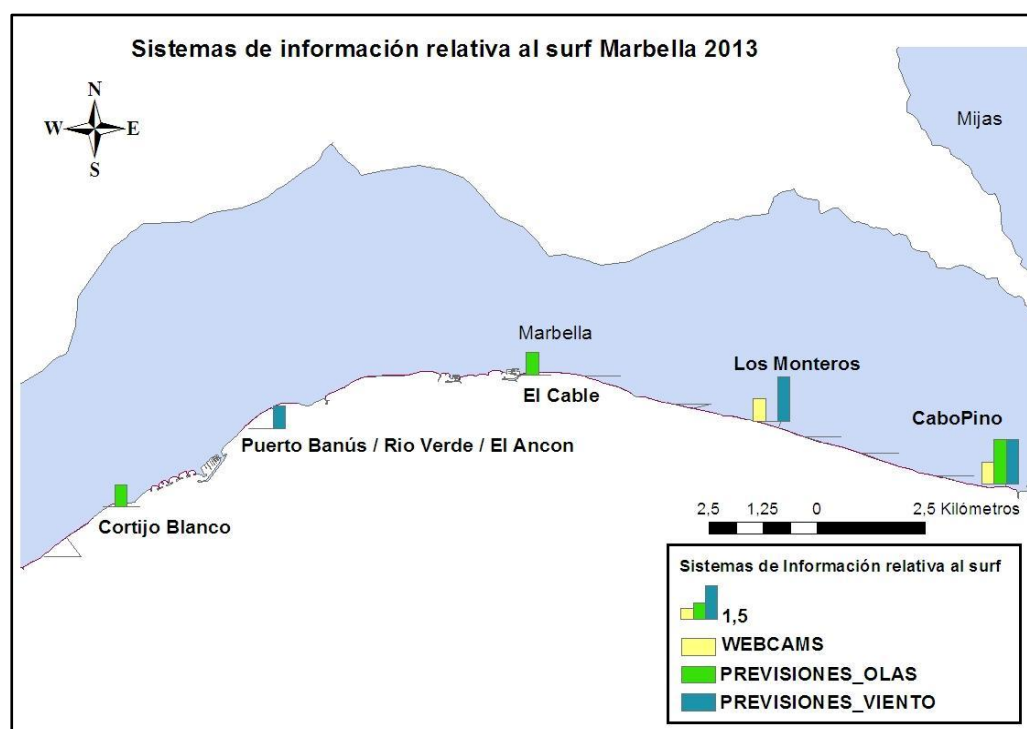 Sistemas de información relativa al surf Marbella 2013
N
W E
S
Mijas
Marbella
Los Monteros
El Cable
CaboPino
Puerto Banús / Rio Verde / El Ancon
Cortijo Blanco
2,5 1,25 0 2,5 Kilómetros
Sistemas de Información relativa al surf
1,5
WEBCAMS
PREVISIONES_OLAS
PREVISIONES_VIENTO